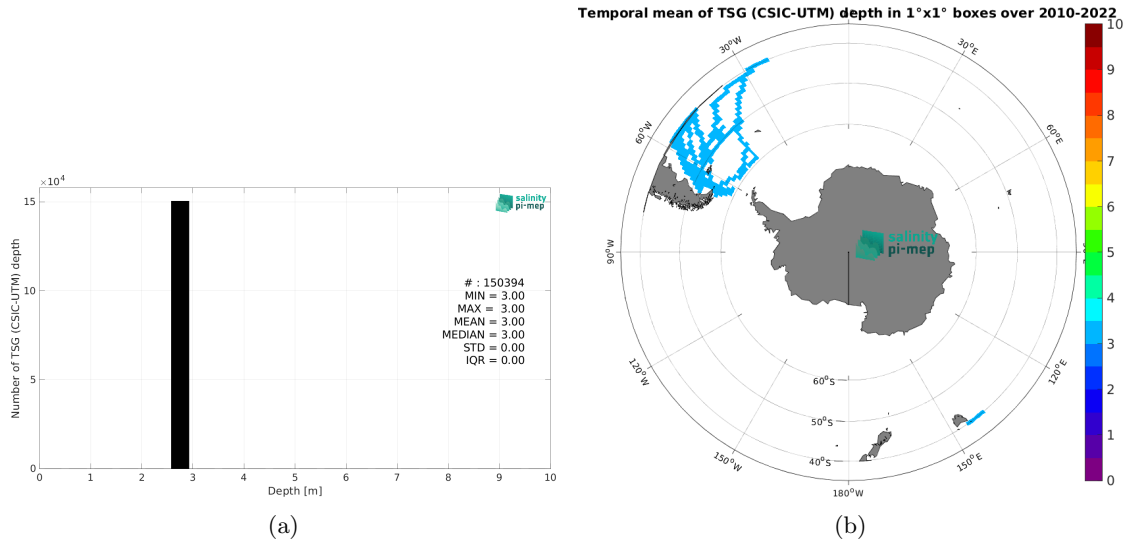 ×10⁴
15
10
5
0
Number of TSG (CSIC-UTM) depth
salinity
pi-mep
# : 150394
MIN = 3.00
MAX = 3.00
MEAN = 3.00
MEDIAN = 3.00
STD = 0.00
IQR = 0.00
0 1 2 3 4 5 6 7 8 9 10
Depth [m]
(a)
Temporal mean of TSG (CSIC-UTM) depth in 1°x1° boxes over 2010-2022
30°W
30°E
60°W
60°E
90°W
salinity
pi-mep
120°W
120°E
60°S
50°S
40°S
150°W
150°E
180°W
10
9
8
7
6
5
4
3
2
1
0
(b)